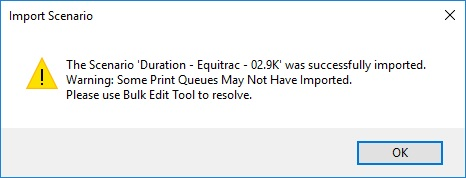 Import Scenario
The Scenario 'Duration - Equitrac - 02.9K' was successfully imported.
Warning: Some Print Queues May Not Have Imported.
Please use Bulk Edit Tool to resolve.
OK